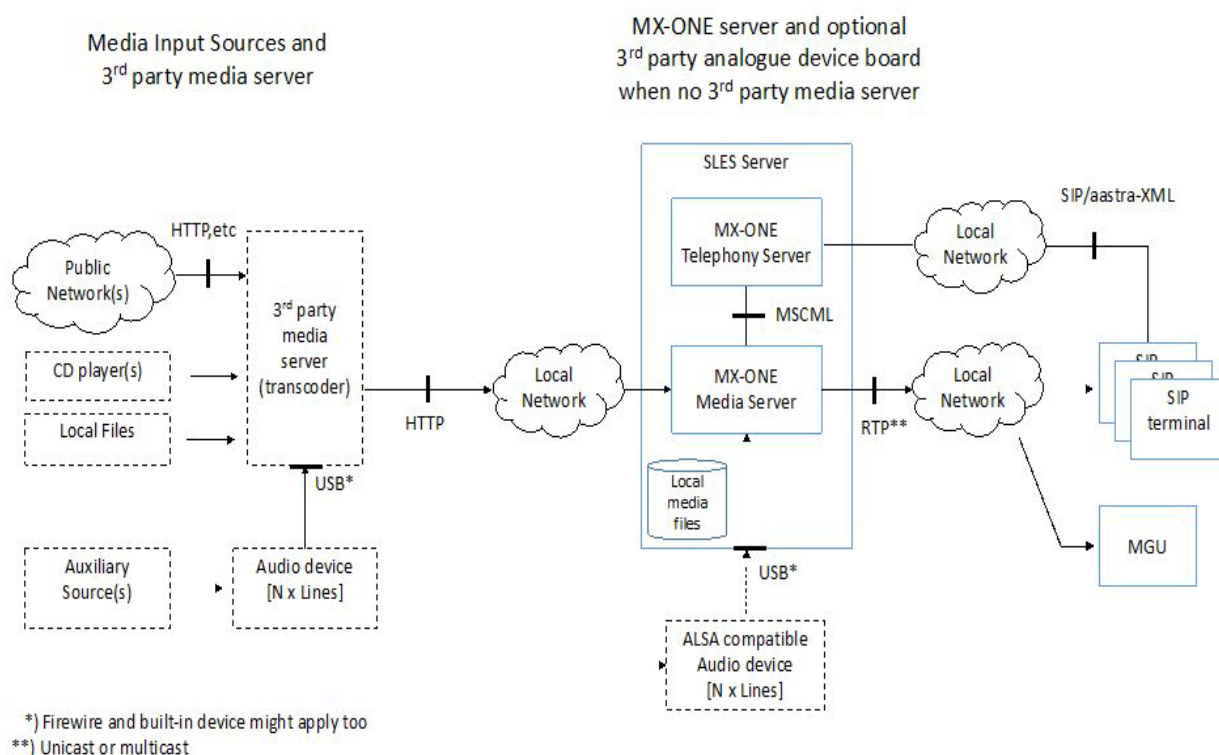 Media Input Sources and
3rd party media server
MX-ONE server and optional
3rd party analogue device board
when no 3rd party media server
SLES Server
SIP/aastra-XML
HTTP,etc
Public
Network(s)
3rd party
media
server
(transcoder)
CD player(s)
Local Files
USB*
Auxiliary
Source(s)
Audio device
[N x Lines]
HTTP
Local
Network
MX-ONE
Telephony Server
MSCML
MX-ONE
Media Server
Local
media
files
USB*
ALSA compatible
Audio device
[N x Lines]
Local
Network
RTP**
Local
Network
SIP
SIP
SIP
terminal
MGU
*) Firewire and built-in device might apply too
**) Unicast or multicast